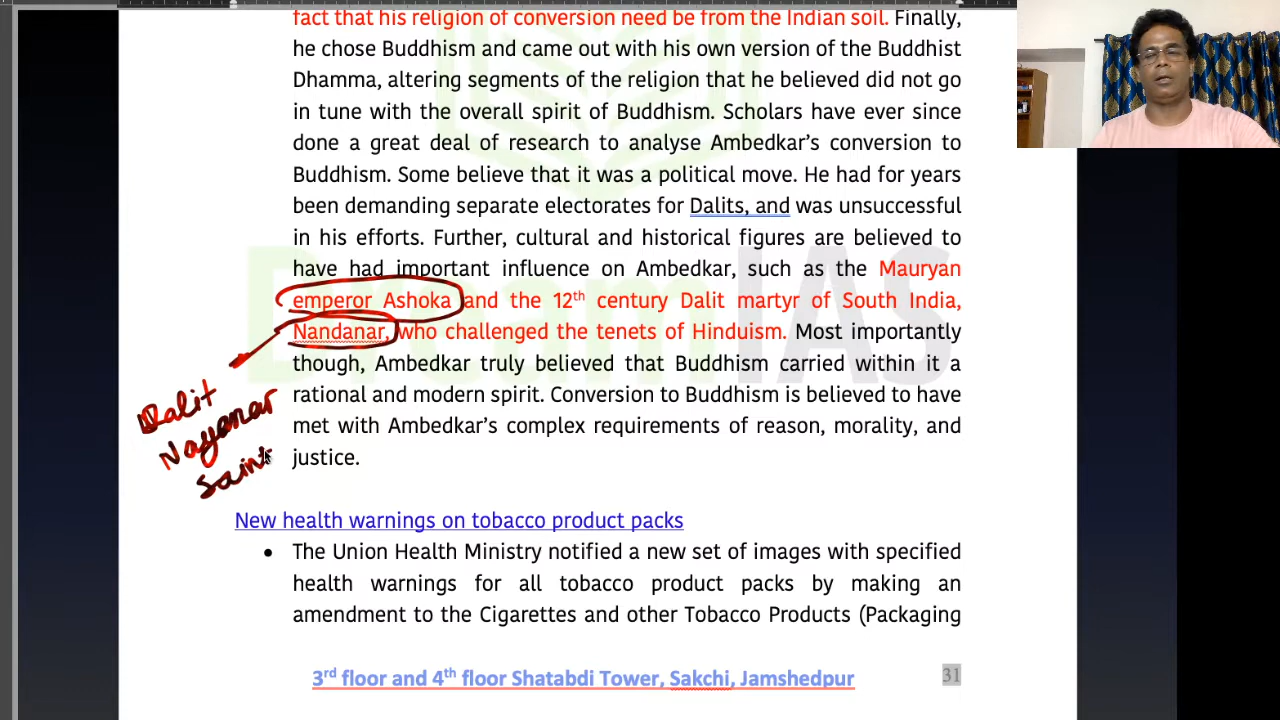 fact that his religion of conversion need be from the Indian soil. Finally,
he chose Buddhism and came out with his own version of the Buddhist
Dhamma, altering segments of the religion that he believed did not go
in tune with the overall spirit of Buddhism. Scholars have ever since
done a great deal of research to analyse Ambedkar’s conversion to
Buddhism. Some believe that it was a political move. He had for years
been demanding separate electorates for Dalits, and was unsuccessful
in his efforts. Further, cultural and historical figures are believed to
have had important influence on Ambedkar, such as the Mauryan
emperor Ashoka and the 12th century Dalit martyr of South India,
Nandanar, who challenged the tenets of Hinduism. Most importantly
though, Ambedkar truly believed that Buddhism carried within it a
rational and modern spirit. Conversion to Buddhism is believed to have
met with Ambedkar’s complex requirements of reason, morality, and
justice.
Dalit
Nayanar
Saint
New health warnings on tobacco product packs
• The Union Health Ministry notified a new set of images with specified
health warnings for all tobacco product packs by making an
amendment to the Cigarettes and other Tobacco Products (Packaging
3rd floor and 4th floor Shatabdi Tower, Sakchi, Jamshedpur
31
DreamIAS